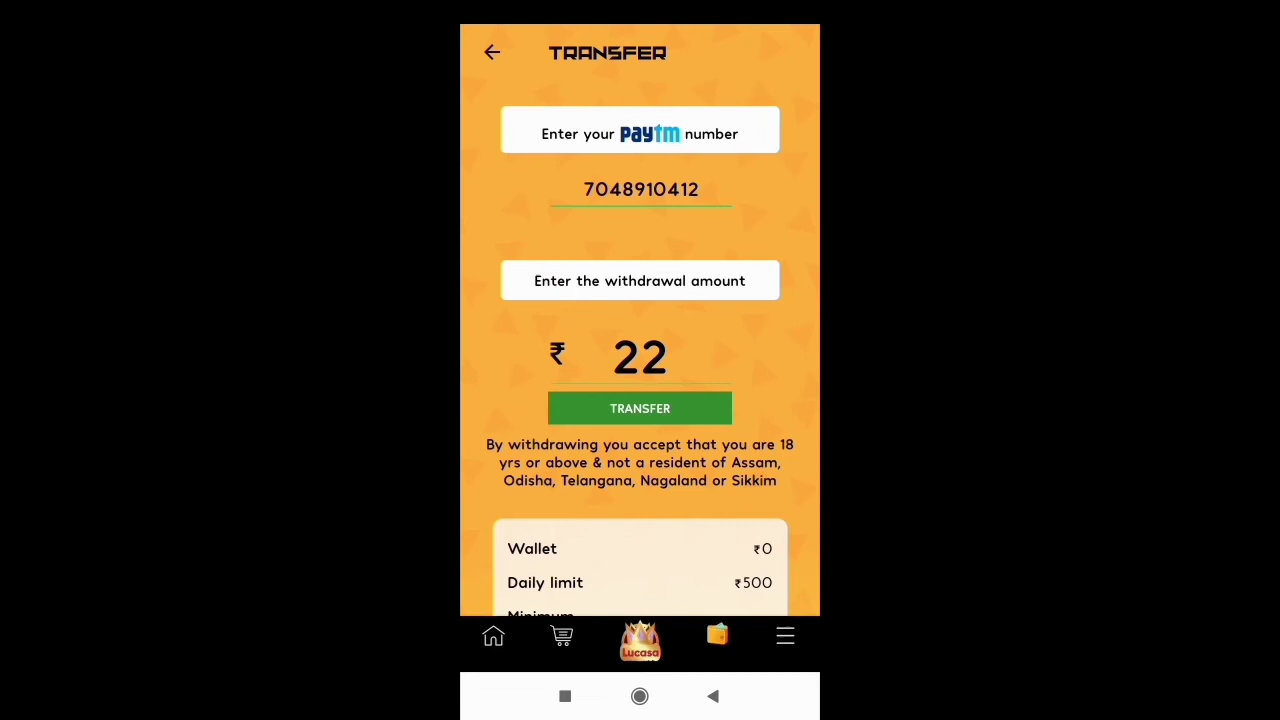 TRANSFER
Enter your paytm number
7048910412
Enter the withdrawal amount
₹ 22
TRANSFER
By withdrawing you accept that you are 18
yrs or above & not a resident of Assam,
Odisha, Telangana, Nagaland or Sikkim
Wallet ₹0
Daily limit ₹500
Minimum
Lucasa